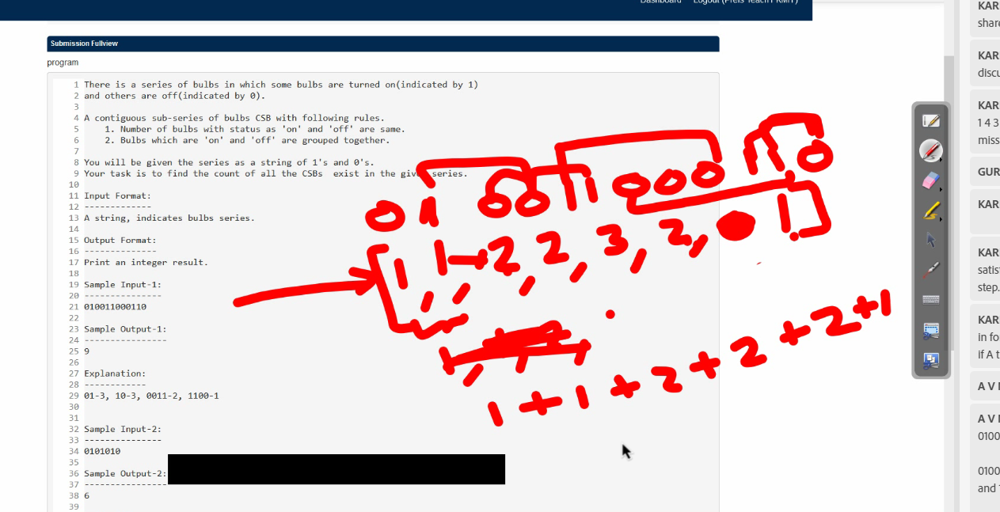 Dashboard Logout (Prefs Teach PRMIT)
Submission Fullview
program
1 There is a series of bulbs in which some bulbs are turned on(indicated by 1)
2 and others are off(indicated by 0).
3
4 A contiguous sub-series of bulbs CSB with following rules.
5 1. Number of bulbs with status as 'on' and 'off' are same.
6 2. Bulbs which are 'on' and 'off' are grouped together.
7
8 You will be given the series as a string of 1's and 0's.
9 Your task is to find the count of all the CSBs exist in the give series.
10
11 Input Format:
12 -------------
13 A string, indicates bulbs series.
14
15 Output Format:
16 --------------
17 Print an integer result.
18
19 Sample Input-1:
20 ---------------
21 010011000110
22
23 Sample Output-1:
24 ----------------
25 9
26
27 Explanation:
28 -----------
29 01-3, 10-3, 0011-2, 1100-1
30
31
32 Sample Input-2:
33 ---------------
34 0101010
35
36 Sample Output-2:
37 ----------------
38 6
39
0 1 00 11 000 110
1 1 2 2, 3, 2, 1
1+1+2+2+2+1
KAR
share
KAR
discu
KAR
1 4 3
miss
GUR
KAR
KAR
satis
step.
KAR
in fo
if A t
A V
A V
0100
0100
and